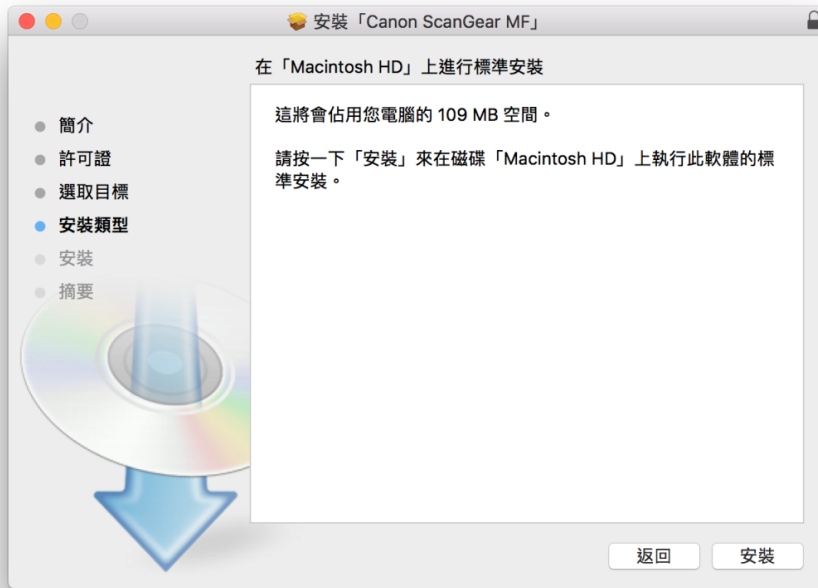 安裝「Canon ScanGear MF」
在「Macintosh HD」上進行標準安裝
簡介
許可證
選取目標
安裝類型
安裝
摘要
這將會佔用您電腦的 109 MB 空間。
請按一下「安裝」來在磁碟「Macintosh HD」上執行此軟體的標
準安裝。
返回
安裝